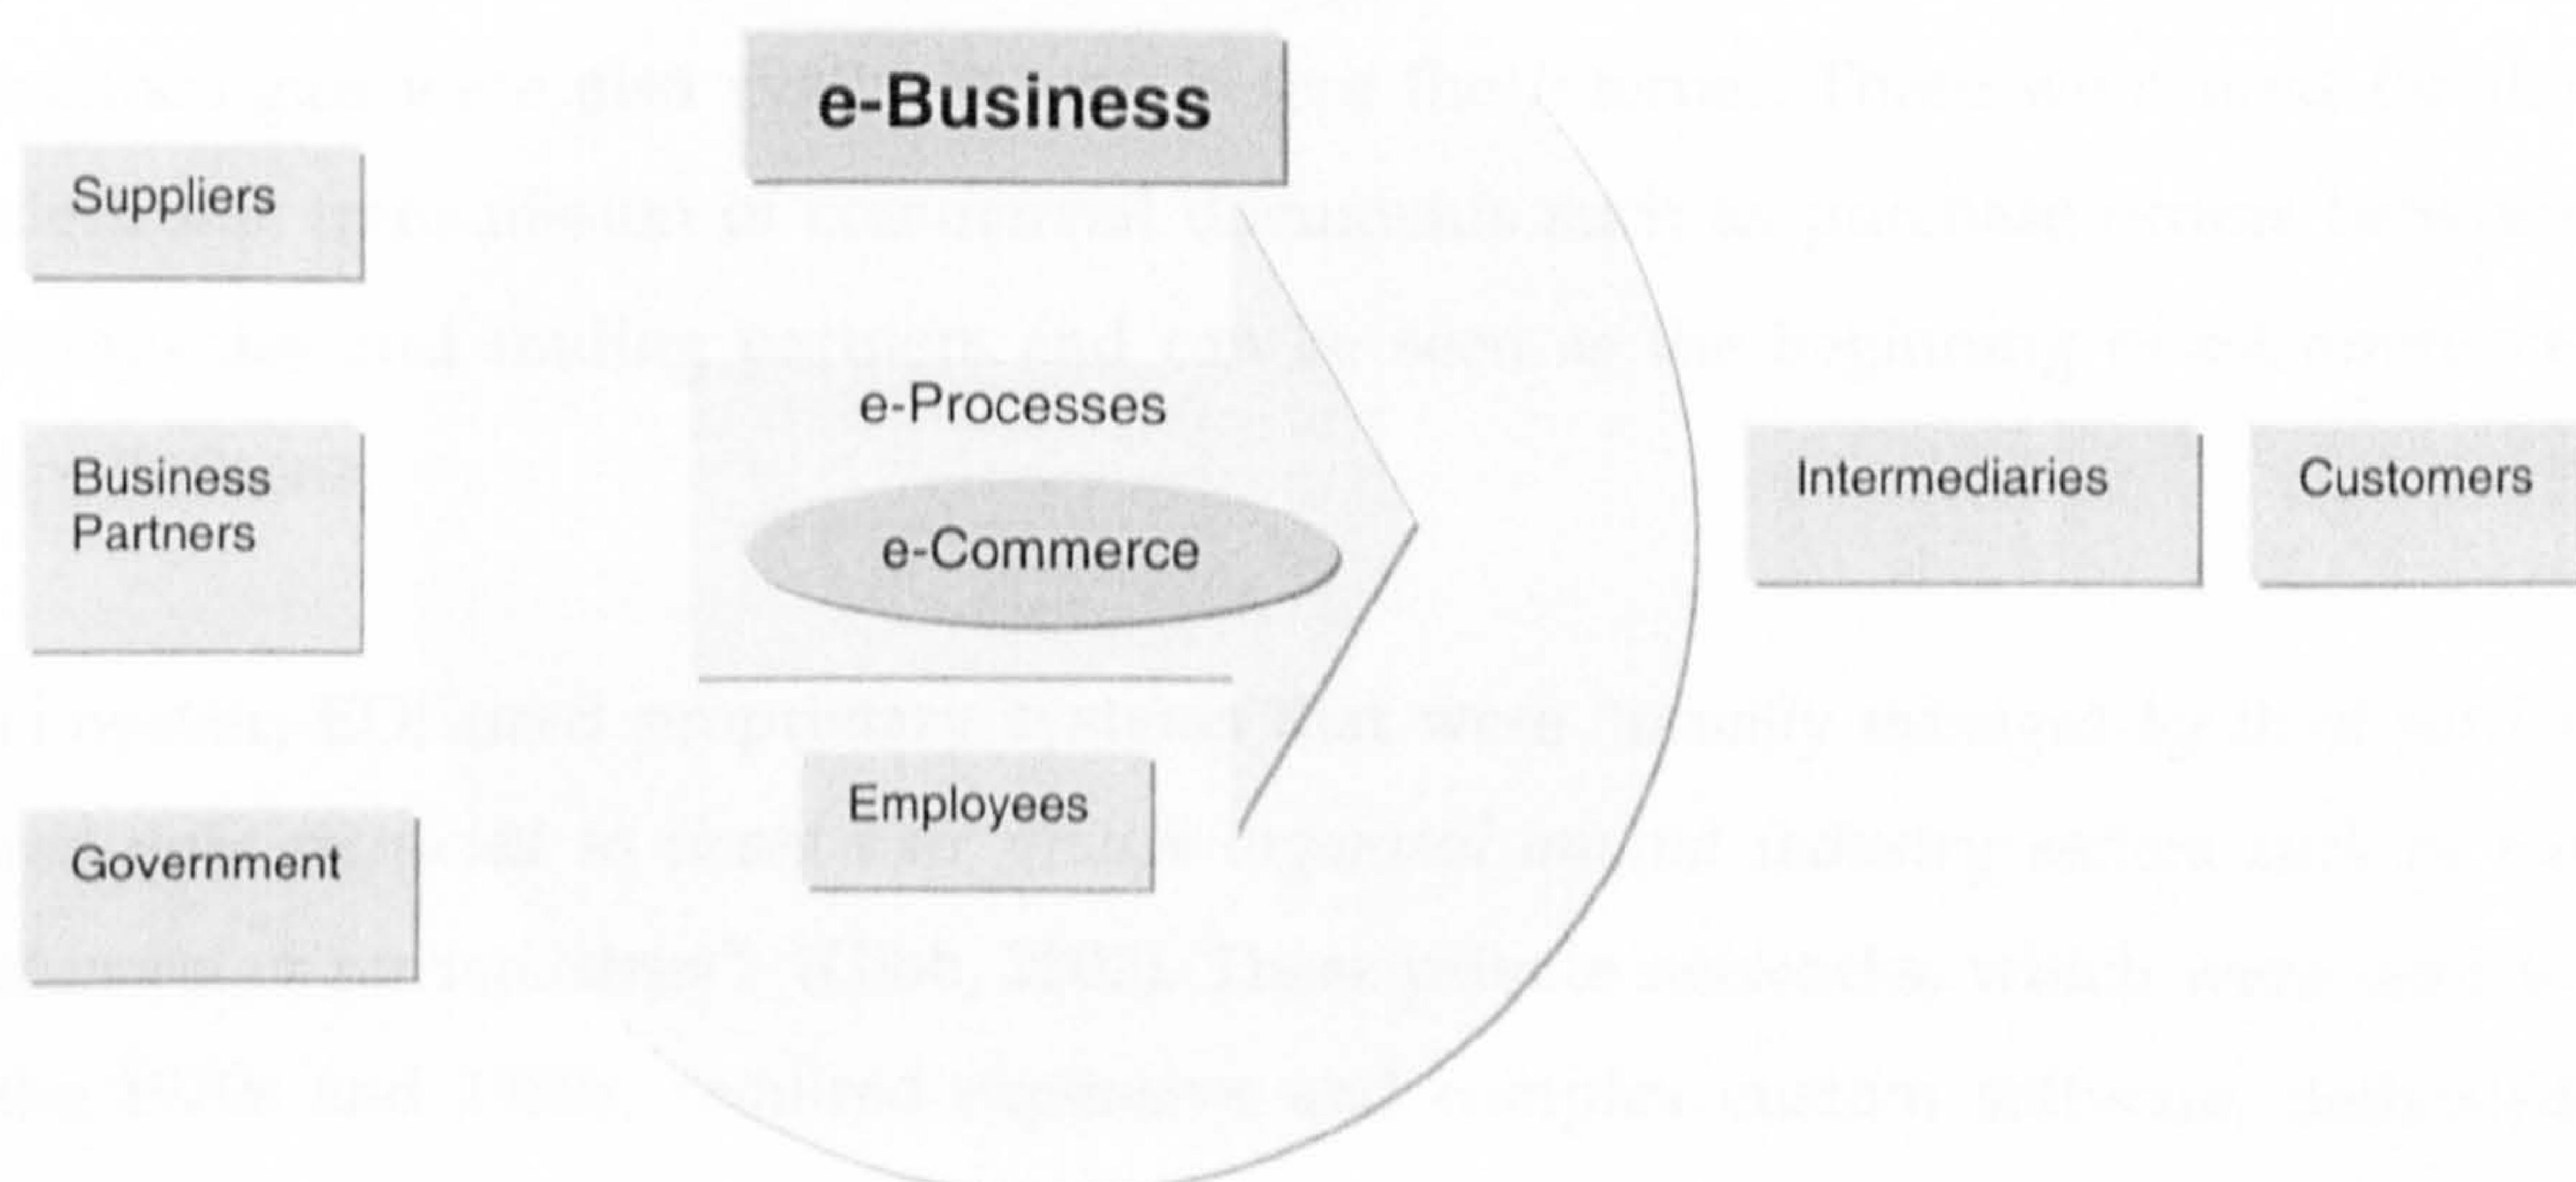 e-Business
Suppliers
e-Processes
Business
Partners
e-Commerce
Intermediaries
Customers
Employees
Government